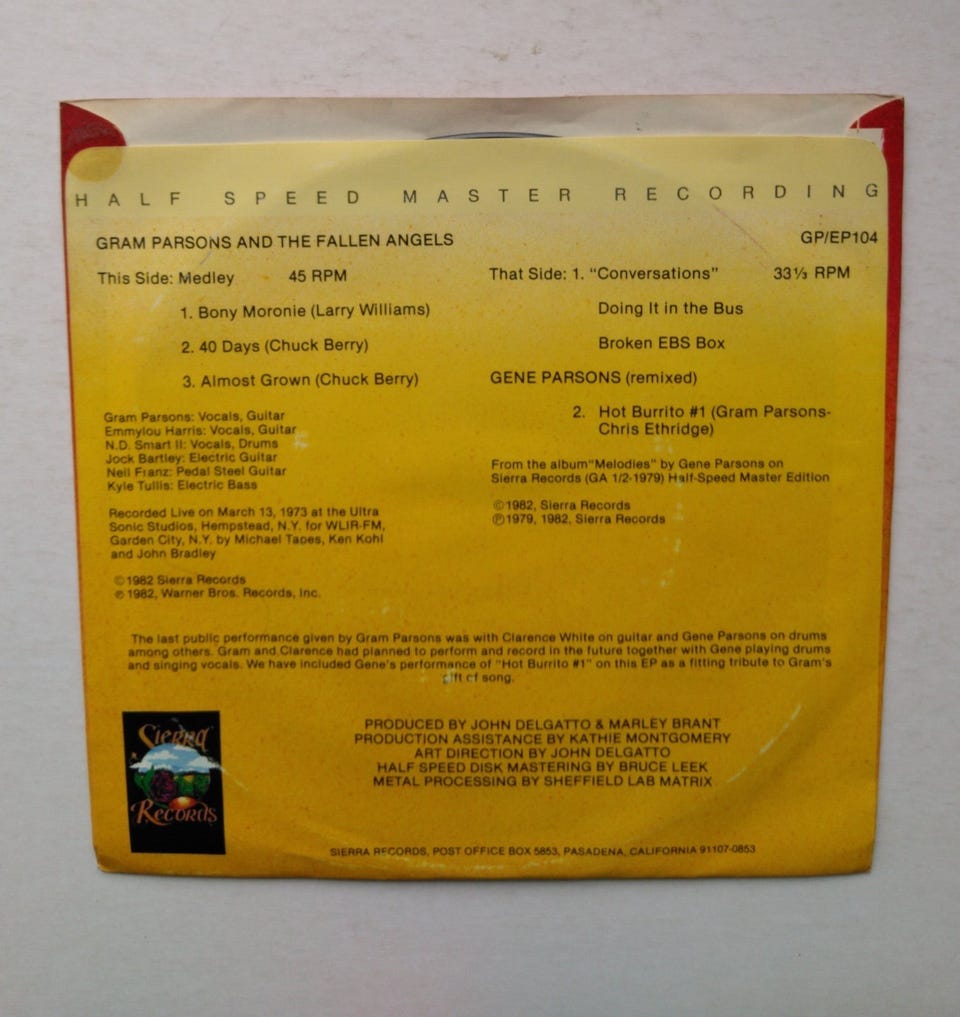 HALF SPEED MASTER RECORDING
GRAM PARSONS AND THE FALLEN ANGELS
GP/EP104
This Side: Medley 45 RPM
1. Bony Moronie (Larry Williams)
2. 40 Days (Chuck Berry)
3. Almost Grown (Chuck Berry)
Gram Parsons: Vocals, Guitar
Emmylou Harris: Vocals, Guitar
N.D. Smart II: Vocals, Drums
Jock Bartley: Electric Guitar
Neil Franz: Pedal Steel Guitar
Kyle Tullis: Electric Bass
Recorded Live on March 13, 1973 at the Ultra
Sonic Studios, Hempstead, N.Y. for WLIR-FM,
Garden City, N.Y. by Michael Tapes, Ken Kohl
and John Bradley
©1982 Sierra Records
℗ 1982, Warner Bros. Records, Inc.
That Side: 1. "Conversations" 33⅓ RPM
Doing It in the Bus
Broken EBS Box
GENE PARSONS (remixed)
2. Hot Burrito #1 (Gram Parsons-
Chris Ethridge)
From the album"Melodies" by Gene Parsons on
Sierra Records (GA 1/2-1979) Half-Speed Master Edition
©1982, Sierra Records
℗1979, 1982, Sierra Records
The last public performance given by Gram Parsons was with Clarence White on guitar and Gene Parsons on drums
among others. Gram and Clarence had planned to perform and record in the future together with Gene playing drums
and singing vocals. We have included Gene's performance of "Hot Burrito #1" on this EP as a fitting tribute to Gram's
gift of song.
Sierra
Records
PRODUCED BY JOHN DELGATTO & MARLEY BRANT
PRODUCTION ASSISTANCE BY KATHIE MONTGOMERY
ART DIRECTION BY JOHN DELGATTO
HALF SPEED DISK MASTERING BY BRUCE LEEK
METAL PROCESSING BY SHEFFIELD LAB MATRIX
SIERRA RECORDS, POST OFFICE BOX 5853, PASADENA, CALIFORNIA 91107-0853